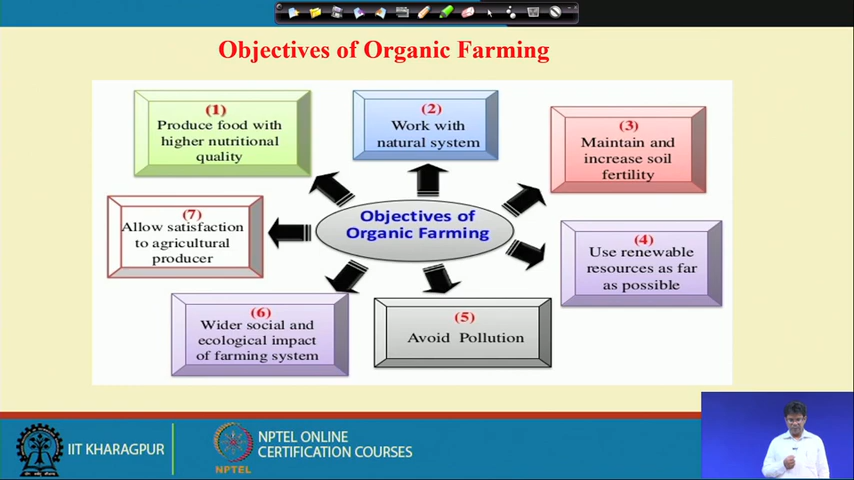 Objectives of Organic Farming
(1)
Produce food with
higher nutritional
quality
(2)
Work with
natural system
(3)
Maintain and
increase soil
fertility
(7)
Allow satisfaction
to agricultural
producer
Objectives of
Organic Farming
(4)
Use renewable
resources as far
as possible
(6)
Wider social and
ecological impact
of farming system
(5)
Avoid Pollution
IIT KHARAGPUR
NPTEL
NPTEL ONLINE
CERTIFICATION COURSES